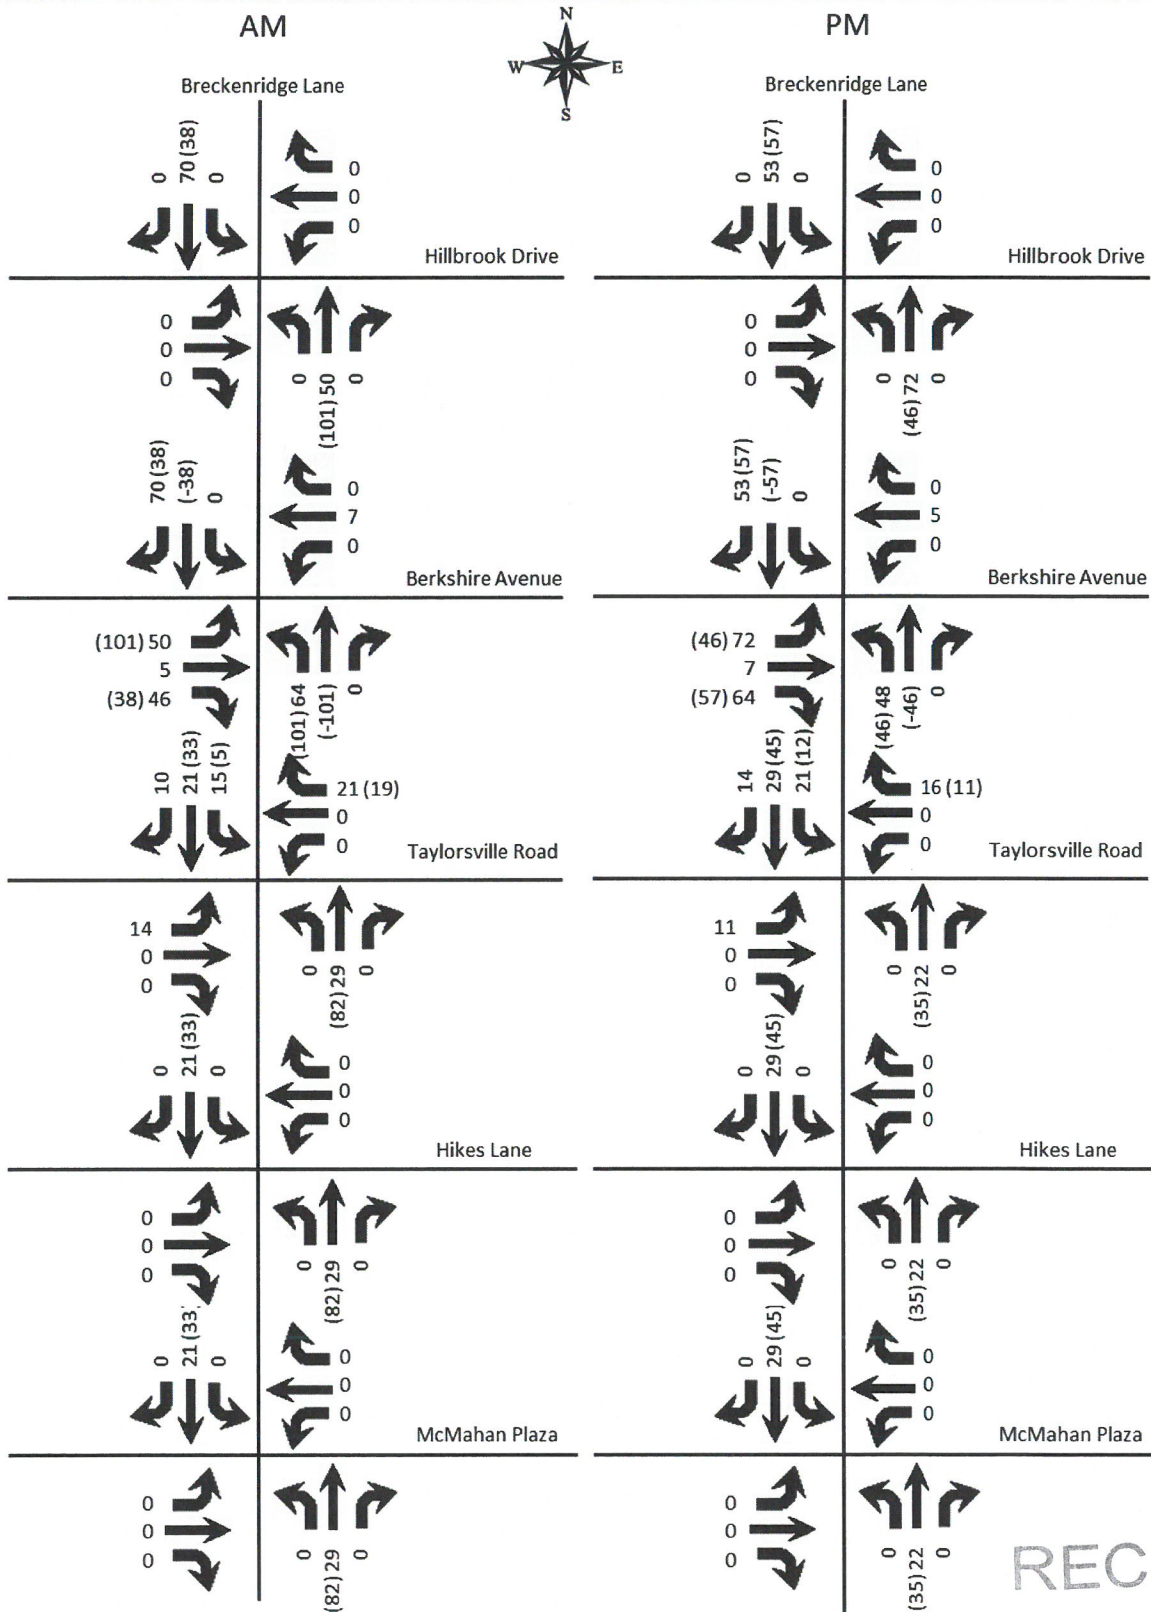 AM
PM
N
W E
S
Breckenridge Lane
0 70 (38) 0
0
0
0
Hillbrook Drive
0
0
0
0 (101) 50 0
70 (38) (-38) 0
0
7
0
Berkshire Avenue
(101) 50
5
(38) 46
(101) 64 (-101) 0
10 21 (33) 15 (5)
21 (19)
0
0
Taylorsville Road
14
0
0
0 (82) 29 0
0 21 (33) 0
0
0
0
Hikes Lane
0
0
0
0 (82) 29 0
0 21 (33) 0
0
0
0
McMahan Plaza
0
0
0
0 (82) 29 0
Breckenridge Lane
0 53 (57) 0
0
0
0
Hillbrook Drive
0
0
0
0 (46) 72 0
53 (57) (-57) 0
0
5
0
Berkshire Avenue
(46) 72
7
(57) 64
(46) 48 (-46) 0
14 29 (45) 21 (12)
16 (11)
0
0
Taylorsville Road
11
0
0
0 (35) 22 0
0 29 (45) 0
0
0
0
Hikes Lane
0
0
0
0 (35) 22 0
0 29 (45) 0
0
0
0
McMahan Plaza
0
0
0
0 (35) 22 0
REC